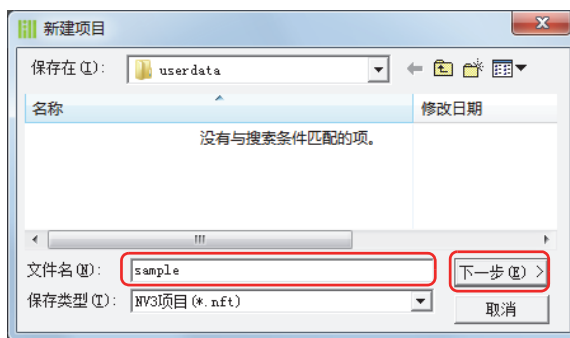 新建项目
保存在(I): userdata
名称 修改日期
没有与搜索条件匹配的项。
文件名(N): sample 下一步(E) >
保存类型(T): NV3项目(*.nft) 取消